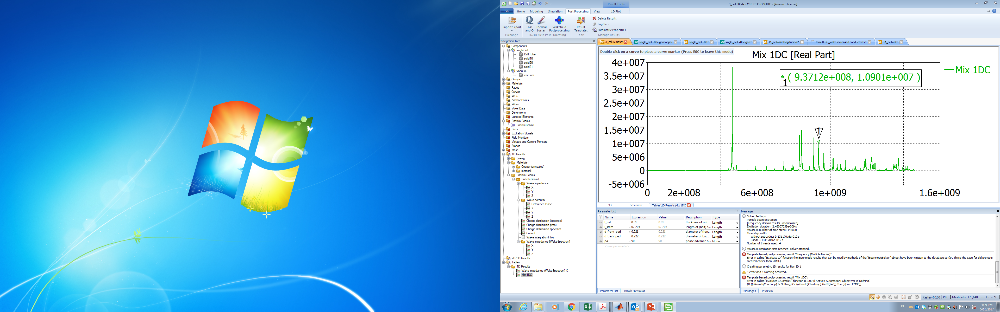 Result Tools
3_cell 500dx - CST STUDIO SUITE - [Research License]
File Home Modeling Simulation Post Processing View 1D Plot
Import/Export
Exchange
Loss and Q
Thermal Losses
Wakefield Postprocessing
2D/3D Field Post Processing
Result Templates
Tools
Delete Results
Logfile
Parametric Properties
Manage Results
Navigation Tree
Components
singleCell
DriftTube
solid10
solid20
solid21
vacuum
vacuum
Groups
Materials
Faces
Curves
WCS
Anchor Points
Wires
Voxel Data
Dimensions
Lumped Elements
Particle Beams
ParticleBeam1
Ports
Excitation Signals
Field Monitors
Voltage and Current Monitors
Probes
Mesh
1D Results
Energy
Materials
Copper (annealed)
material1
Particle Beams
ParticleBeam1
Wake impedance
X
Y
Z
Wake potential
Reference Pulse
X
Y
Z
Charge distribution (distance)
Charge distribution (time)
Charge distribution spectrum
Current
Wake integration infos
Wake impedance [WakeSpectrum]
X
Y
Z
2D/3D Results
Tables
1D Results
Wake impedance (WakeSpectrum)-X
Mix 1DC
3_cell 500dx* single_cell 500eigencopper single_cell 500* single_cell 200eigen* 11_cellwakelongitudinal* tank+FPC_wake increased conductivity* 11_cellwake
Double click on a curve to place a curve marker (Press ESC to leave this mode)
Mix 1DC [Real Part]
4e+007
3.5e+007
3e+007
2.5e+007
2e+007
1.5e+007
1e+007
5e+006
0
-5e+006
0 2e+008 6e+008 1e+009 1.6e+009
1 ( 9.3712e+008, 1.0901e+007 )
1
Mix 1DC
3D Schematic Tables\1D Results\Mix 1DC
Parameter List
Name Expression Value Description Type
t_cyl = 0.01 0.01 thickness of out... Length
l_stem = 0.3205 0.3205 length of (half) s... Length
d_front_ped = 0.221 0.221 diameter of fron... Length
d_back_ped = 0.222 0.222 diameter of bac... Length
pA = 90 90 phase advance o... None
<new parameter>
Parameter List Result Navigator
Messages
Solver Settings:
Particle beam excitation
[Frequency domain results unnormalized]
Excitation duration: 2.43007038e-009 s
Maximum number of time steps: 146800
Time step width:
without subcycles: 9.13117016e-012 s
used: 9.13117016e-012 s
Number of threads used: 4
Maximum simulation time reached, solver stopped.
Template based postprocessing result "Frequency (Multiple Modes)":
Error in calling "Evaluate1D" function (No Eigenmode results that can be read by methods of the "EigenmodeSolver" object have been written to the database so far. This is the case for old projects
created earlier than 2013.)
Creating parametric 1D results for Run ID 1
1 error and 1 warning occurred.
Template based postprocessing result "Mix 1DC":
Error in calling "Evaluate1DComplex" function ((10094) ActiveX Automation: Object var is 'Nothing'.
(If ((oResult(iCharLoop) Is Nothing) Or (oResult(iCharLoop).GetN()=0)) Then)(Line:17196))
Messages Progress
Raster=0.100 PEC Meshcells=176,640 m Hz s °C
DE
5:39 PM
5/10/2017